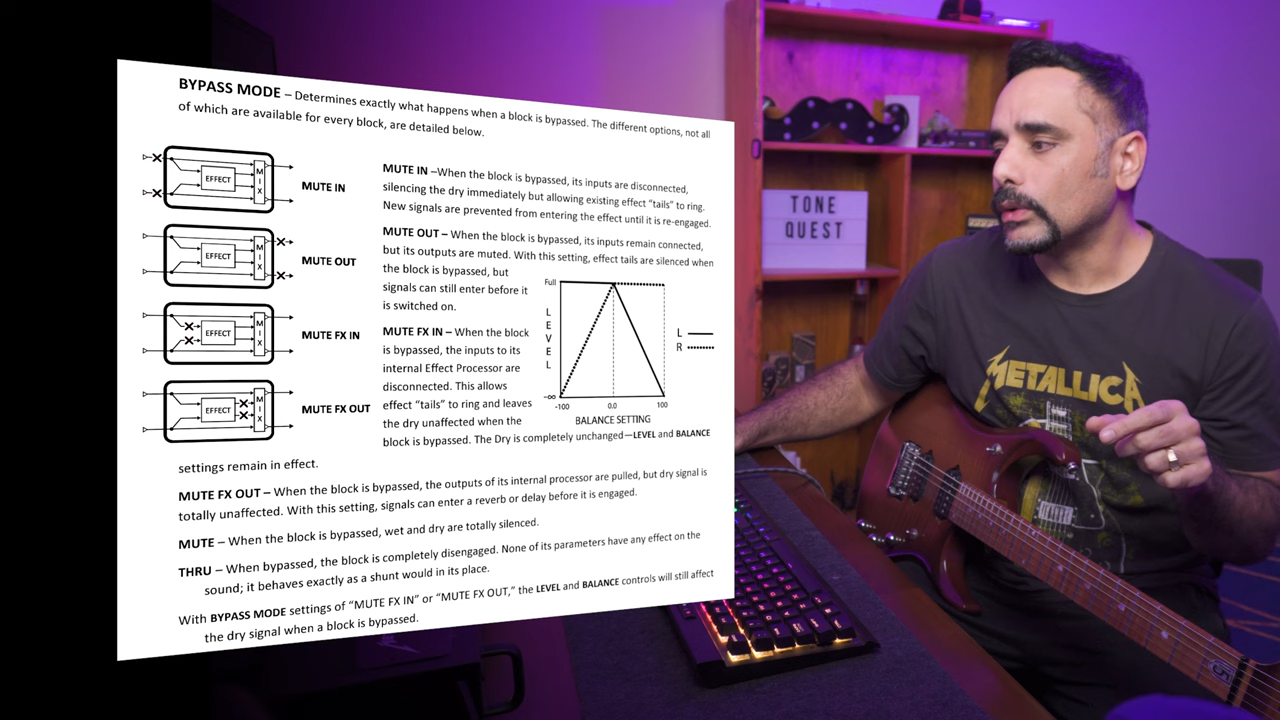 BYPASS MODE – Determines exactly what happens when a block is bypassed. The different options, not all
of which are available for every block, are detailed below.
EFFECT
MIX
MUTE IN
MUTE IN –When the block is bypassed, its inputs are disconnected,
silencing the dry immediately but allowing existing effect “tails” to ring.
New signals are prevented from entering the effect until it is re-engaged.
EFFECT
MIX
MUTE OUT
MUTE OUT – When the block is bypassed, its inputs remain connected,
but its outputs are muted. With this setting, effect tails are silenced when
the block is bypassed, but
signals can still enter before it
is switched on.
EFFECT
MIX
MUTE FX IN
MUTE FX IN – When the block
is bypassed, the inputs to its
internal Effect Processor are
disconnected. This allows
effect “tails” to ring and leaves
the dry unaffected when the
block is bypassed. The Dry is completely unchanged—LEVEL and BALANCE
EFFECT
MIX
MUTE FX OUT
Full
LEVEL
-∞
-100
0.0
100
BALANCE SETTING
L
R
settings remain in effect.
MUTE FX OUT – When the block is bypassed, the outputs of its internal processor are pulled, but dry signal is
totally unaffected. With this setting, signals can enter a reverb or delay before it is engaged.
MUTE – When the block is bypassed, wet and dry are totally silenced.
THRU – When bypassed, the block is completely disengaged. None of its parameters have any effect on the
sound; it behaves exactly as a shunt would in its place.
With BYPASS MODE settings of “MUTE FX IN” or “MUTE FX OUT,” the LEVEL and BALANCE controls will still affect
the dry signal when a block is bypassed.
TONE
QUEST
METALLICA